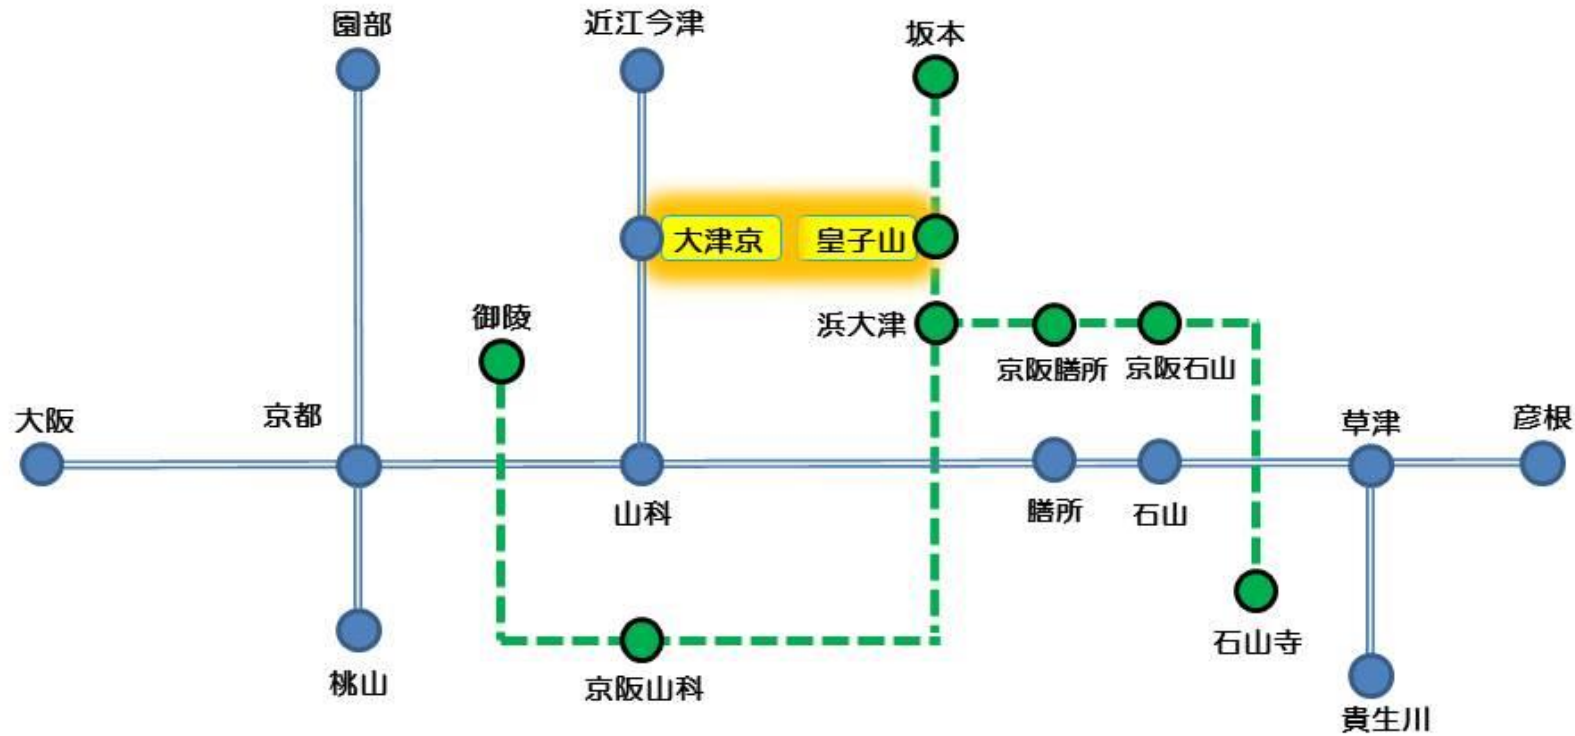 園部
近江今津
坂本
大津京
皇子山
御陵
浜大津
京阪膳所
京阪石山
大阪
京都
草津
彦根
山科
膳所
石山
石山寺
桃山
京阪山科
貴生川